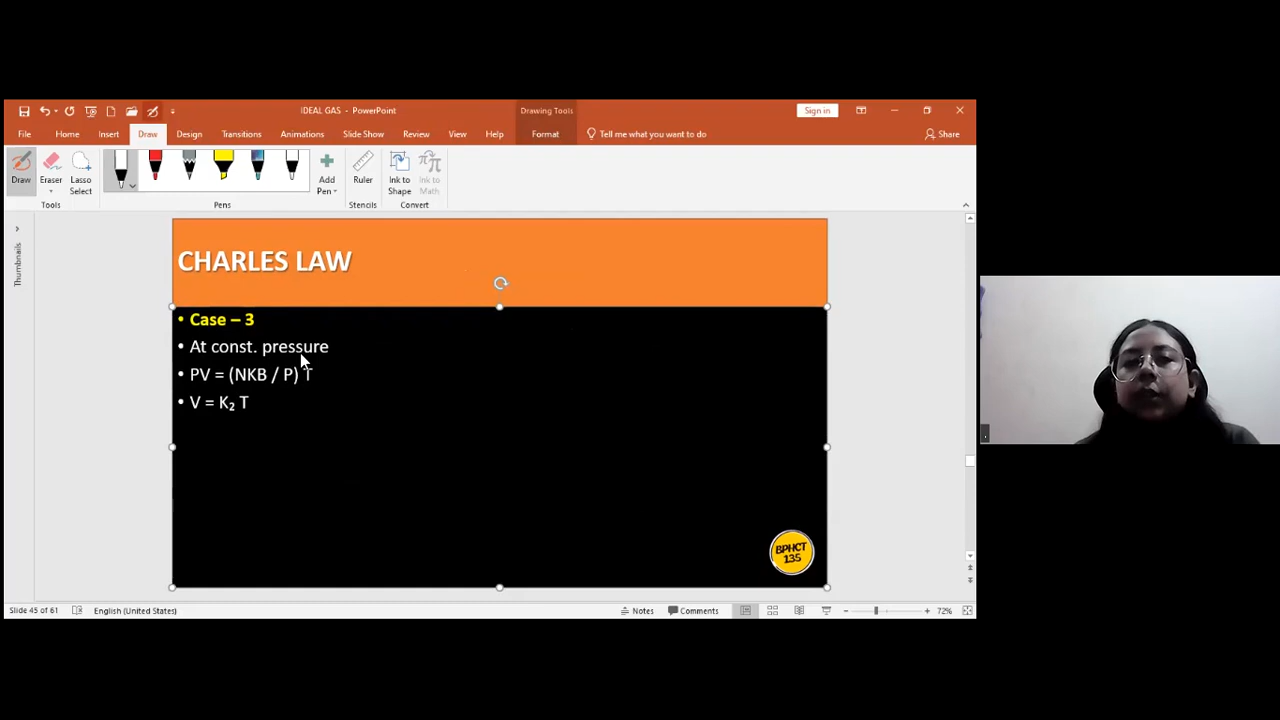 IDEAL GAS - PowerPoint
Drawing Tools
Sign in
File
Home
Insert
Draw
Design
Transitions
Animations
Slide Show
Review
View
Help
Format
Tell me what you want to do
Share
Draw
Eraser
Lasso Select
Add Pen
Ruler
Ink to Shape
Ink to Math
Tools
Pens
Stencils
Convert
Thumbnails
CHARLES LAW
• Case – 3
• At const. pressure
• PV = (NKB / P) T
• V = K₂ T
BPHCT
135
Slide 45 of 61
English (United States)
Notes
Comments
72%